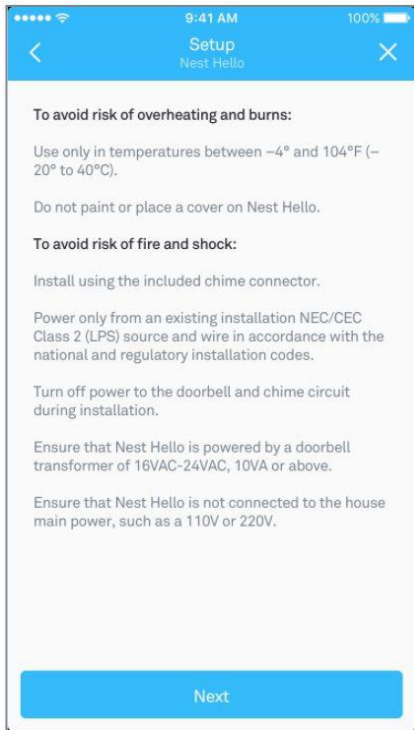 9:41 AM
100%
Setup
Nest Hello
To avoid risk of overheating and burns:
Use only in temperatures between –4° and 104°F (–
20° to 40°C).
Do not paint or place a cover on Nest Hello.
To avoid risk of fire and shock:
Install using the included chime connector.
Power only from an existing installation NEC/CEC
Class 2 (LPS) source and wire in accordance with the
national and regulatory installation codes.
Turn off power to the doorbell and chime circuit
during installation.
Ensure that Nest Hello is powered by a doorbell
transformer of 16VAC-24VAC, 10VA or above.
Ensure that Nest Hello is not connected to the house
main power, such as a 110V or 220V.
Next